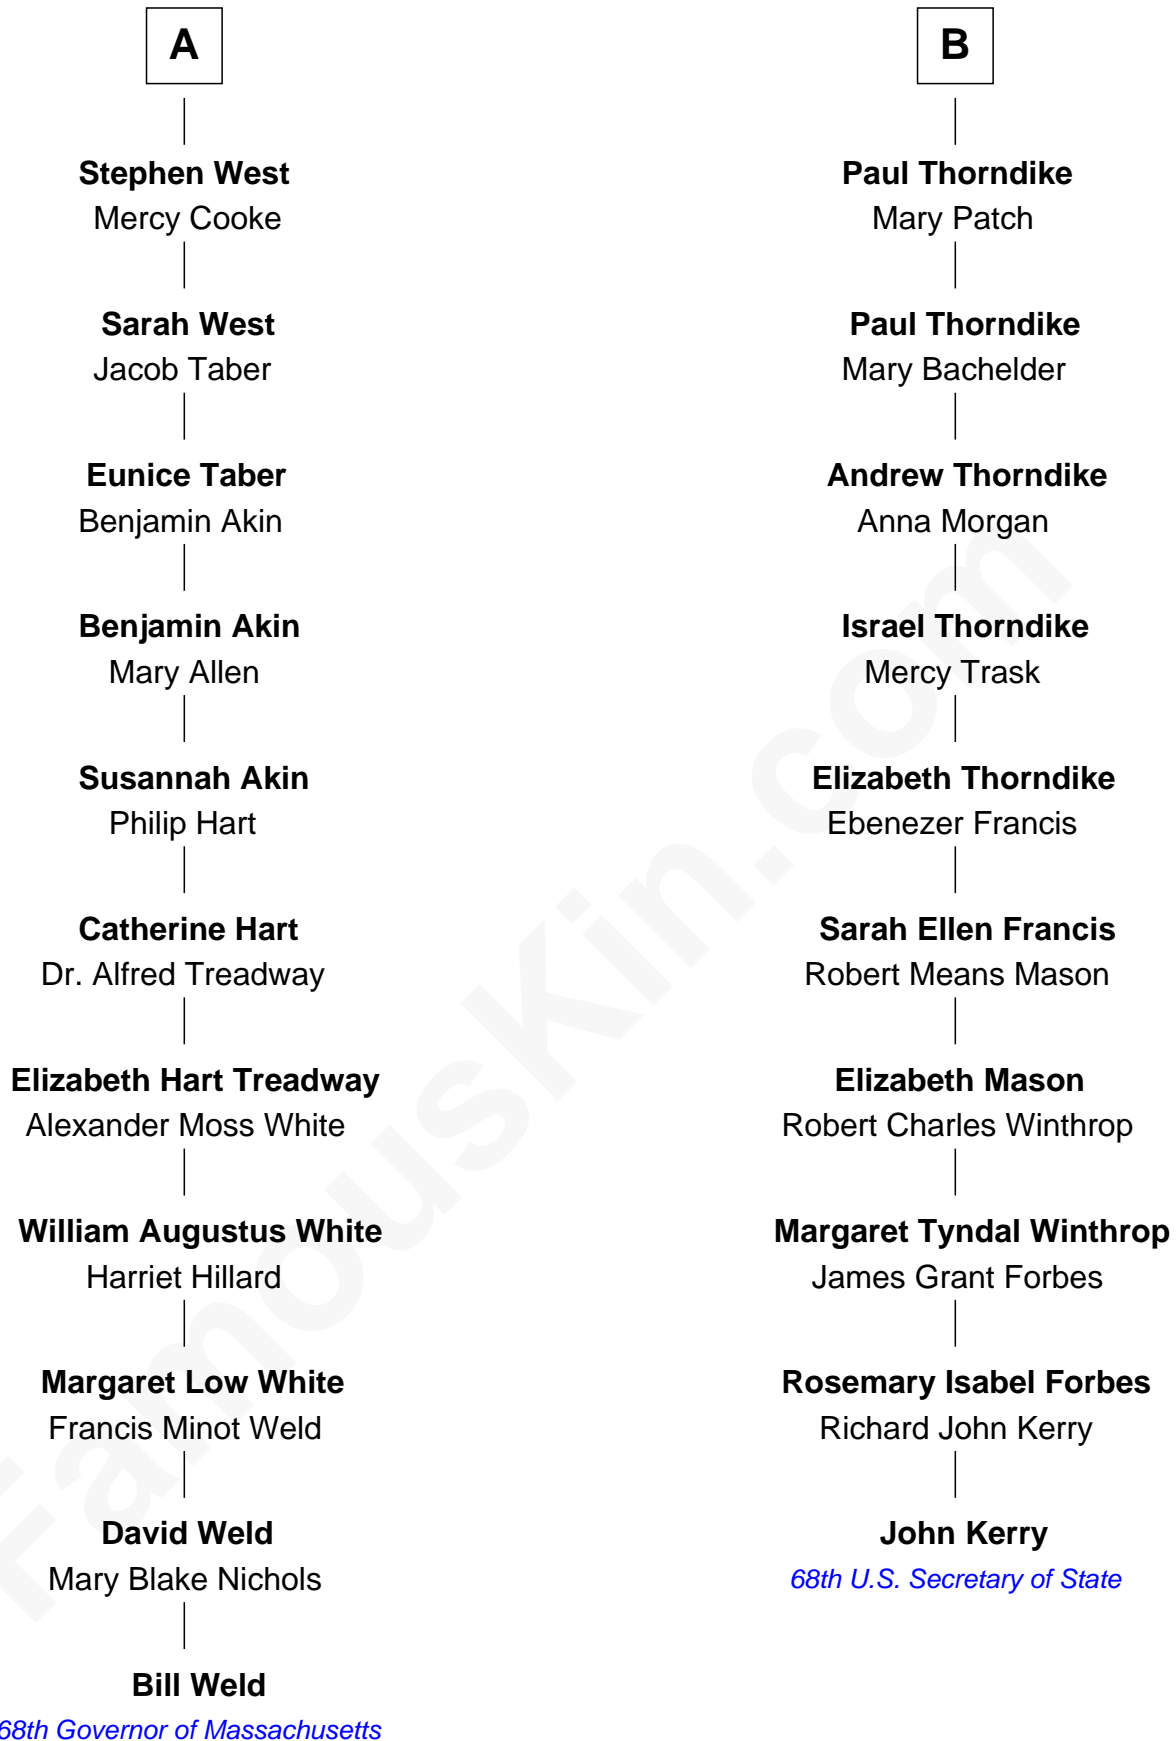 A
Stephen West
Mercy Cooke
Sarah West
Jacob Taber
Eunice Taber
Benjamin Akin
Benjamin Akin
Mary Allen
Susannah Akin
Philip Hart
Catherine Hart
Dr. Alfred Treadway
Elizabeth Hart Treadway
Alexander Moss White
William Augustus White
Harriet Hillard
Margaret Low White
Francis Minot Weld
David Weld
Mary Blake Nichols
Bill Weld
68th Governor of Massachusetts
B
Paul Thorndike
Mary Patch
Paul Thorndike
Mary Bachelder
Andrew Thorndike
Anna Morgan
Israel Thorndike
Mercy Trask
Elizabeth Thorndike
Ebenezer Francis
Sarah Ellen Francis
Robert Means Mason
Elizabeth Mason
Robert Charles Winthrop
Margaret Tyndal Winthrop
James Grant Forbes
Rosemary Isabel Forbes
Richard John Kerry
John Kerry
68th U.S. Secretary of State
FamousKin.com